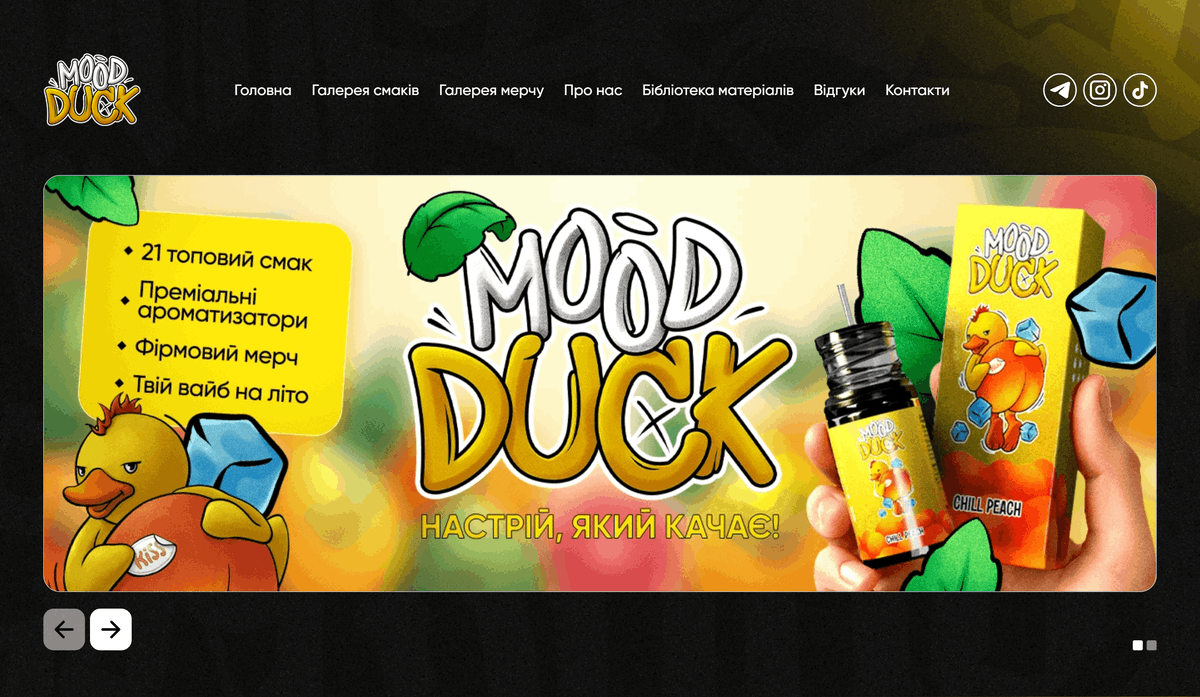 MOOD
DUCK
Головна
Галерея смаків
Галерея мерчу
Про нас
Бібліотека матеріалів
Відгуки
Контакти
21 топовий смак
Преміальні
ароматизатори
Фірмовий мерч
Твій вайб на літо
Kiss
MOOD
DUCK
НАСТРІЙ, ЯКИЙ КАЧАЄ!
MOOD
DUCK
CHILL PEACH
MOOD
DUCK
CHILL PEACH